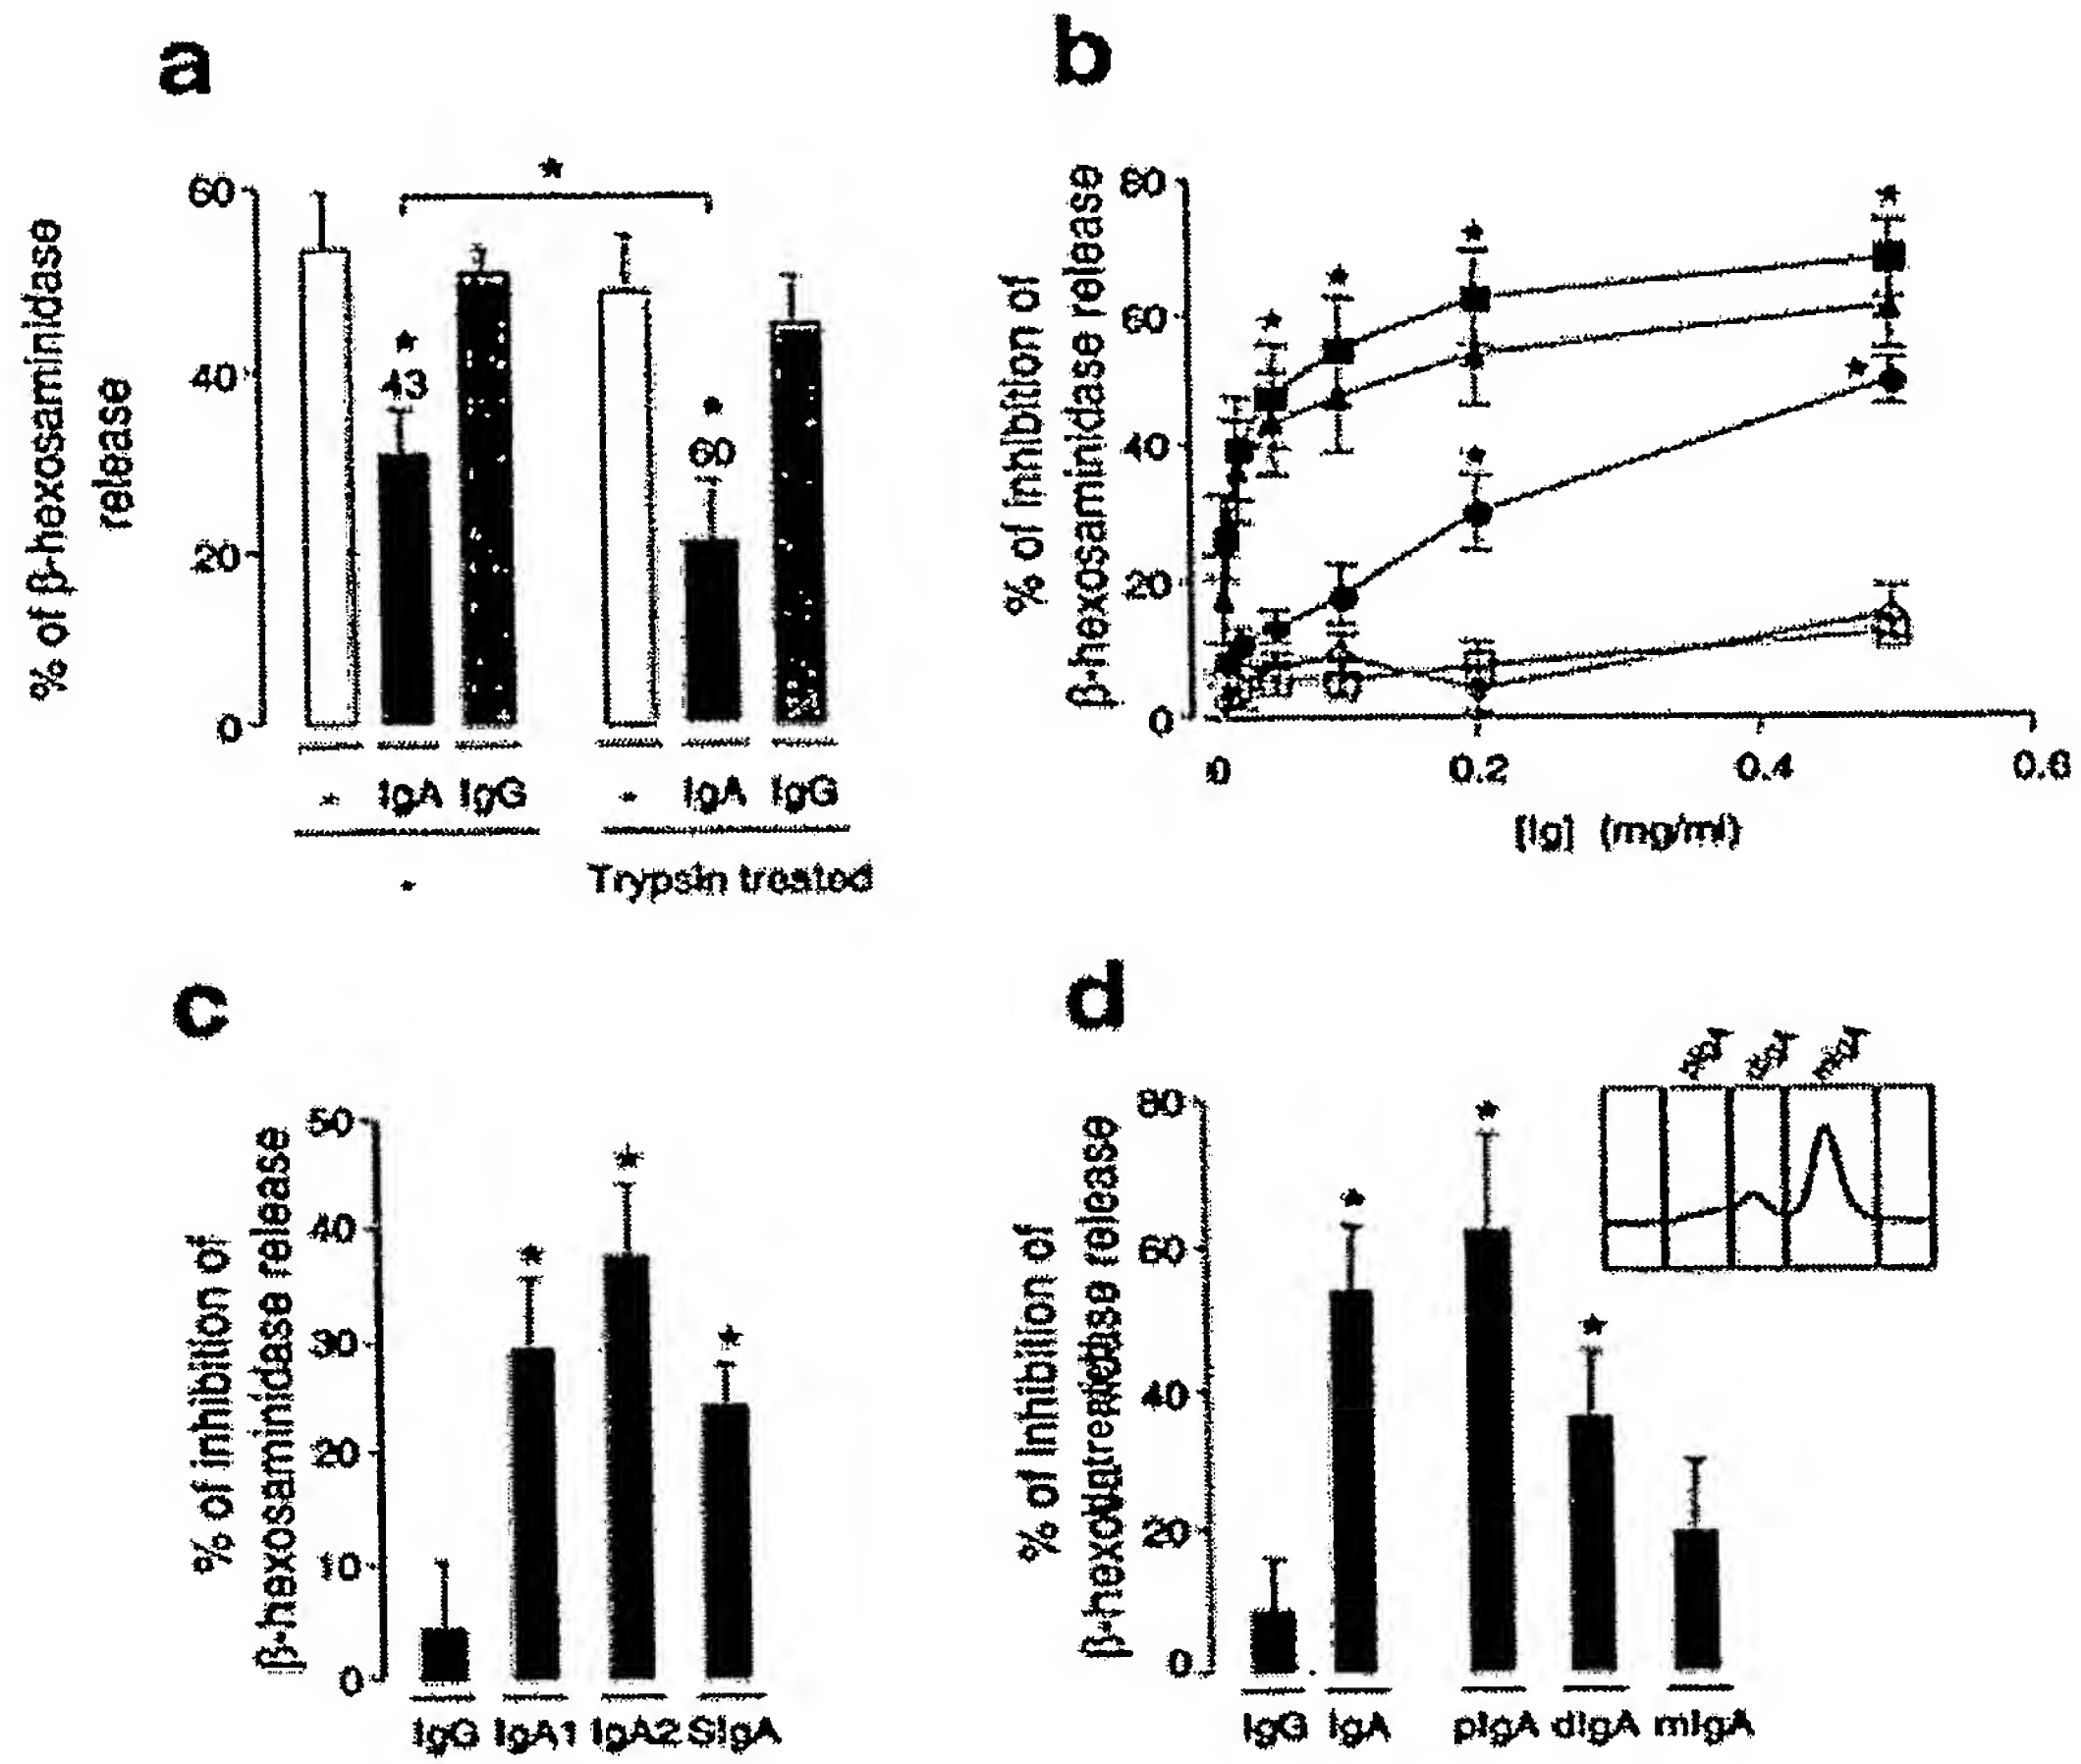 a
% of β-hexosaminidase
release
60
40
20
0
*
*
43
*
60
IgA IgG
IgA IgG
Trypsin treated
b
% of inhibition of
β-hexosaminidase release
80
60
40
20
0
*
*
*
*
*
*
0 0.2 0.4 0.6
[Ig] (mg/ml)
c
% of inhibition of
β-hexosaminidase release
50
40
30
20
10
0
*
*
*
IgG IgA1 IgA2 SIgA
d
% of inhibition of
80
60
40
20
0
*
*
*
IgG IgA pIgA dIgA mIgA